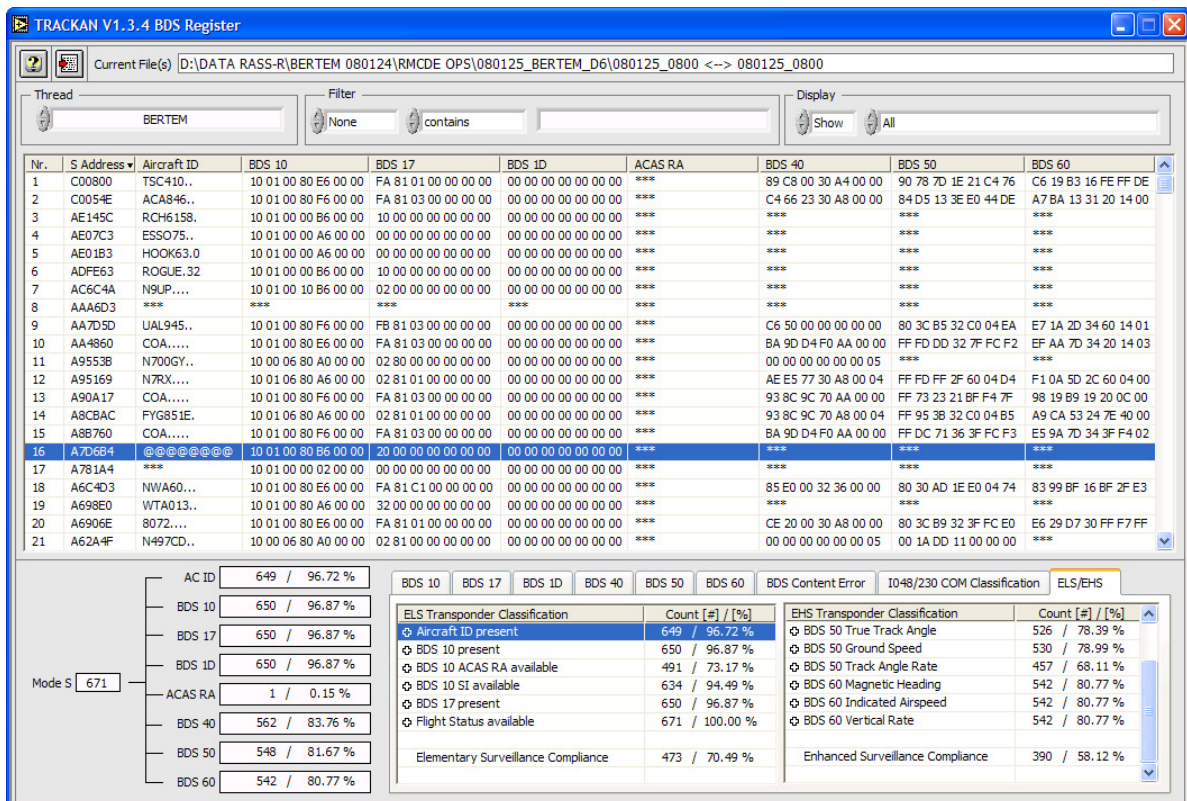 TRACKAN V1.3.4 BDS Register
Current File(s) D:\DATA RASS-R\BERTEM 080124\RMCDE OPS\080125_BERTEM_D6\080125_0800 <--> 080125_0800
Thread Filter Display
BERTEM None contains Show All
Nr. S Address Aircraft ID BDS 10 BDS 17 BDS 1D ACAS RA BDS 40 BDS 50 BDS 60
1 C00800 TSC410.. 10 01 00 80 E6 00 00 FA 81 01 00 00 00 00 00 00 00 00 00 00 00 *** 89 C8 00 30 A4 00 00 90 78 7D 1E 21 C4 76 C6 19 B3 16 FE FF DE
2 C0054E ACA846.. 10 01 00 80 F6 00 00 FA 81 03 00 00 00 00 00 00 00 00 00 00 00 *** C4 66 23 30 A8 00 00 84 D5 13 3E E0 44 DE A7 BA 13 31 20 14 00
3 AE145C RCH6158. 10 01 00 00 B6 00 00 10 00 00 00 00 00 00 00 00 00 00 00 00 00 *** *** *** ***
4 AE07C3 ESSO75.. 10 01 00 00 A6 00 00 00 00 00 00 00 00 00 00 00 00 00 00 00 00 *** *** *** ***
5 AE01B3 HOOK63.0 10 01 00 00 A6 00 00 00 00 00 00 00 00 00 00 00 00 00 00 00 00 *** *** *** ***
6 ADFE63 ROGUE.32 10 01 00 00 B6 00 00 10 00 00 00 00 00 00 00 00 00 00 00 00 00 *** *** *** ***
7 AC6C4A N9UP.... 10 01 00 10 B6 00 00 02 00 00 00 00 00 00 00 00 00 00 00 00 00 *** *** *** ***
8 AAA6D3 *** *** *** *** *** *** *** ***
9 AA7D5D UAL945.. 10 01 00 80 F6 00 00 FB 81 03 00 00 00 00 00 00 00 00 00 00 00 *** C6 50 00 00 00 00 00 80 3C B5 32 C0 04 EA E7 1A 2D 34 60 14 01
10 AA4860 COA..... 10 01 00 80 E6 00 00 FA 81 03 00 00 00 00 00 00 00 00 00 00 00 *** BA 9D D4 F0 AA 00 00 FF FD DD 32 7F FC F2 EF AA 7D 34 20 14 03
11 A9553B N700GY.. 10 00 06 80 A0 00 00 02 80 00 00 00 00 00 00 00 00 00 00 00 00 *** 00 00 00 00 00 00 05 *** ***
12 A95169 N7RX.... 10 01 06 80 A6 00 00 02 81 01 00 00 00 00 00 00 00 00 00 00 00 *** AE E5 77 30 A8 00 04 FF FD FF 2F 60 04 D4 F1 0A 5D 2C 60 04 00
13 A90A17 COA..... 10 01 00 80 F6 00 00 FA 81 03 00 00 00 00 00 00 00 00 00 00 00 *** 93 8C 9C 70 AA 00 00 FF 73 23 21 BF F4 7F 98 19 B9 19 20 0C 00
14 A8CBAC FYG851E. 10 01 06 80 A6 00 00 02 81 01 00 00 00 00 00 00 00 00 00 00 00 *** 93 8C 9C 70 A8 00 04 FF 95 3B 32 C0 04 B5 A9 CA 53 24 7E 40 00
15 A8B760 COA..... 10 01 00 80 F6 00 00 FA 81 03 00 00 00 00 00 00 00 00 00 00 00 *** BA 9D D4 F0 AA 00 00 FF DC 71 36 3F FC F3 E5 9A 7D 34 3F F4 02
16 A7D6B4 @@@@@@@@ 10 01 00 80 B6 00 00 20 00 00 00 00 00 00 00 00 00 00 00 00 00 *** *** *** ***
17 A781A4 *** 10 01 00 00 02 00 00 00 00 00 00 00 00 00 00 00 00 00 00 00 00 *** *** *** ***
18 A6C4D3 NWA60... 10 01 00 80 E6 00 00 FA 81 C1 00 00 00 00 00 00 00 00 00 00 00 *** 85 E0 00 32 36 00 00 80 30 AD 1E E0 04 74 83 99 BF 16 BF 2F E3
19 A698E0 WTA013.. 10 01 00 80 A6 00 00 32 00 00 00 00 00 00 00 00 00 00 00 00 00 *** *** *** ***
20 A6906E 8072.... 10 01 00 80 E6 00 00 FA 81 01 00 00 00 00 00 00 00 00 00 00 00 *** CE 20 00 30 A8 00 00 80 3C B9 32 3F FC E0 E6 29 D7 30 FF F7 FF
21 A62A4F N497CD.. 10 00 06 80 A0 00 00 02 81 00 00 00 00 00 00 00 00 00 00 00 00 *** 00 00 00 00 00 00 05 00 1A DD 11 00 00 00 ***
Mode S 671
AC ID 649 / 96.72 %
BDS 10 650 / 96.87 %
BDS 17 650 / 96.87 %
BDS 1D 650 / 96.87 %
ACAS RA 1 / 0.15 %
BDS 40 562 / 83.76 %
BDS 50 548 / 81.67 %
BDS 60 542 / 80.77 %
BDS 10 BDS 17 BDS 1D BDS 40 BDS 50 BDS 60 BDS Content Error I048/230 COM Classification ELS/EHS
ELS Transponder Classification Count [#] / [%]
Aircraft ID present 649 / 96.72 %
BDS 10 present 650 / 96.87 %
BDS 10 ACAS RA available 491 / 73.17 %
BDS 10 SI available 634 / 94.49 %
BDS 17 present 650 / 96.87 %
Flight Status available 671 / 100.00 %
Elementary Surveillance Compliance 473 / 70.49 %
EHS Transponder Classification Count [#] / [%]
BDS 50 True Track Angle 526 / 78.39 %
BDS 50 Ground Speed 530 / 78.99 %
BDS 50 Track Angle Rate 457 / 68.11 %
BDS 60 Magnetic Heading 542 / 80.77 %
BDS 60 Indicated Airspeed 542 / 80.77 %
BDS 60 Vertical Rate 542 / 80.77 %
Enhanced Surveillance Compliance 390 / 58.12 %